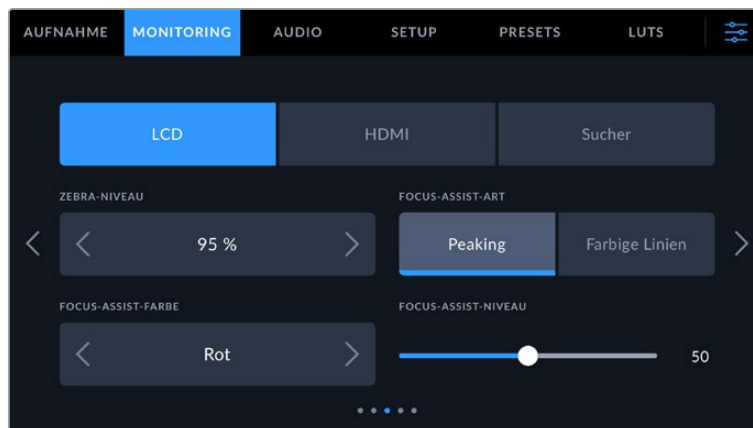 AUFNAHME MONITORING AUDIO SETUP PRESETS LUTS
LCD HDMI Sucher
ZEBRA-NIVEAU FOCUS-ASSIST-ART
95 % Peaking Farbige Linien
FOCUS-ASSIST-FARBE FOCUS-ASSIST-NIVEAU
Rot 50